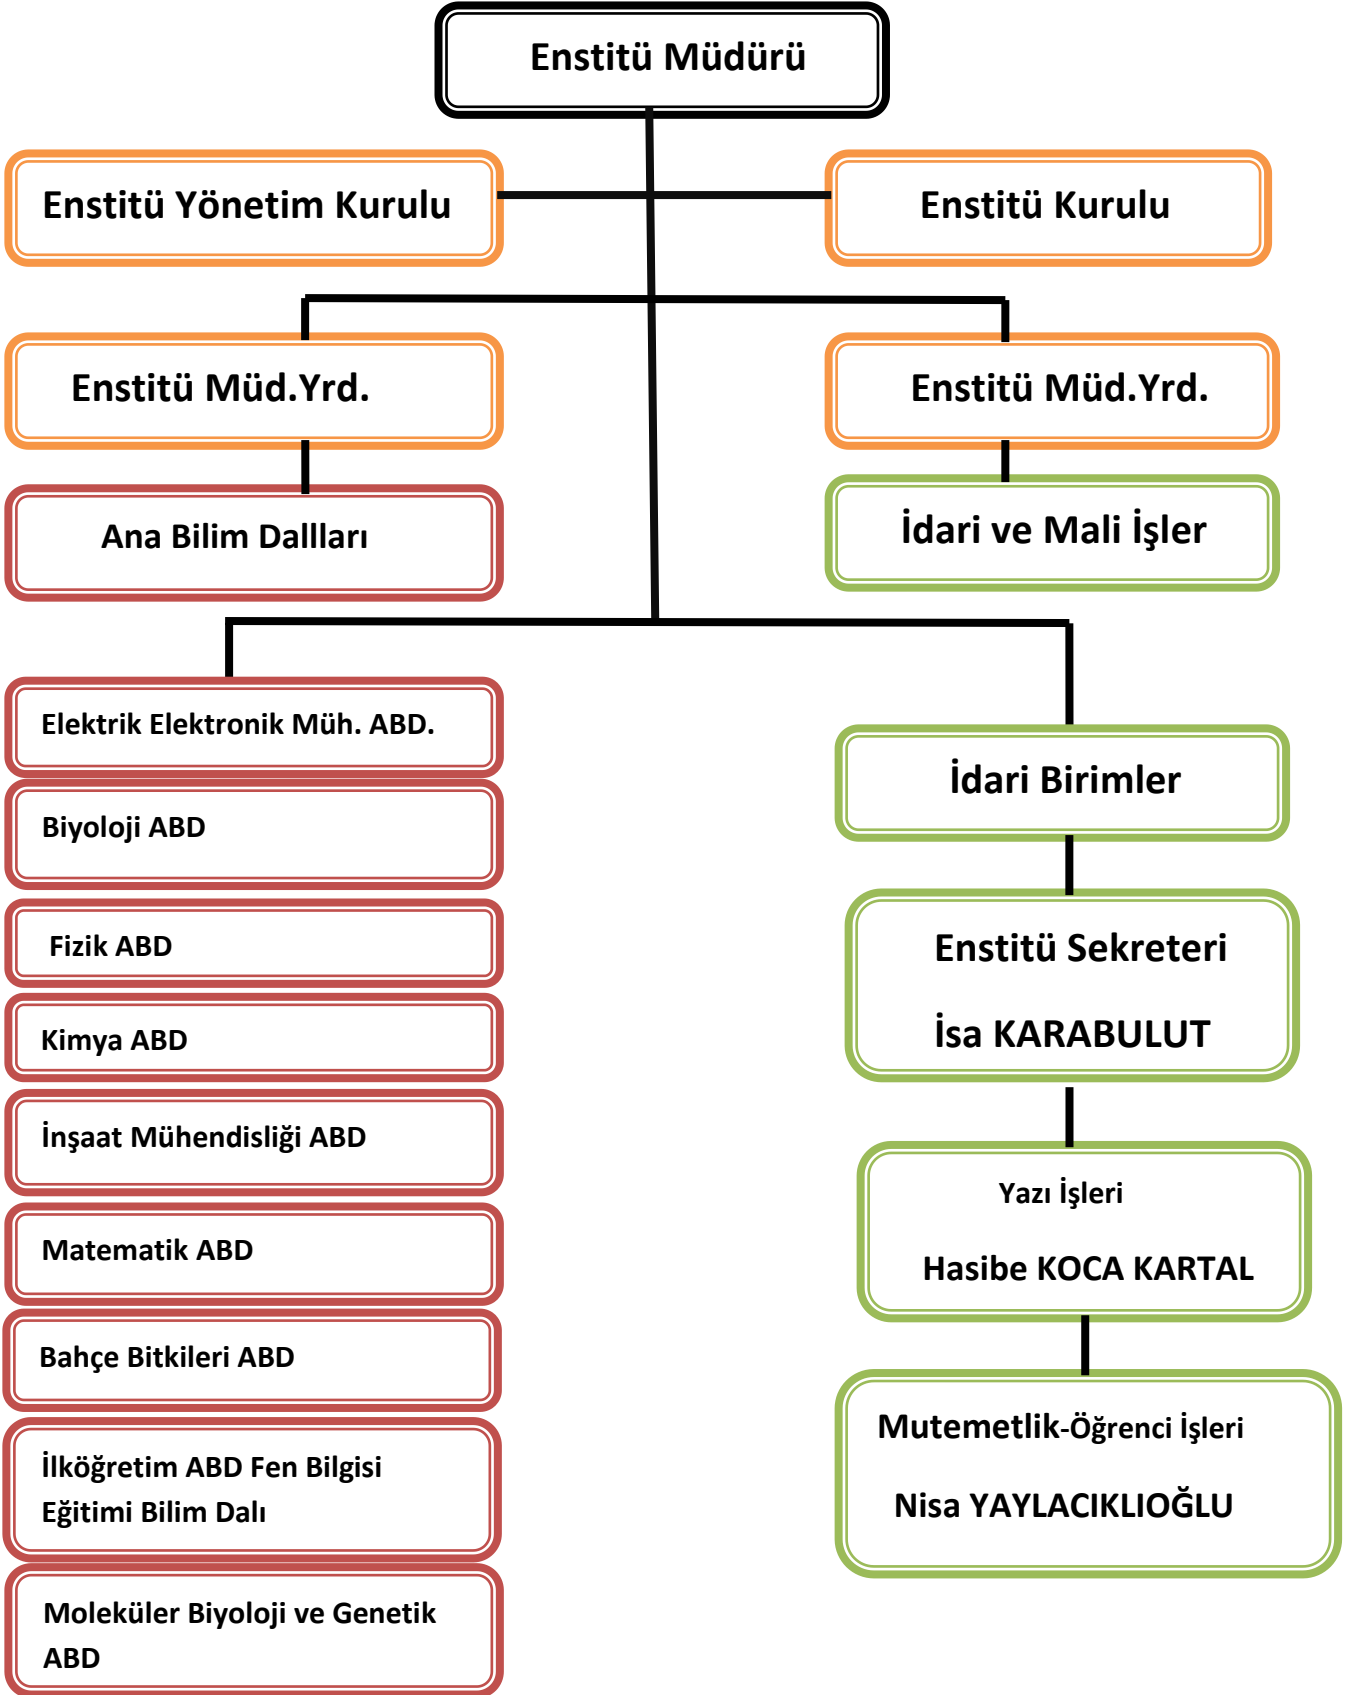 Enstitü Müdürü
Enstitü Yönetim Kurulu
Enstitü Kurulu
Enstitü Müd.Yrd.
Enstitü Müd.Yrd.
Ana Bilim Dallları
İdari ve Mali İşler
Elektrik Elektronik Müh. ABD.
Biyoloji ABD
Fizik ABD
Kimya ABD
İnşaat Mühendisliği ABD
Matematik ABD
Bahçe Bitkileri ABD
İlköğretim ABD Fen Bilgisi
Eğitimi Bilim Dalı
Moleküler Biyoloji ve Genetik
ABD
İdari Birimler
Enstitü Sekreteri
İsa KARABULUT
Yazı İşleri
Hasibe KOCA KARTAL
Mutemetlik-Öğrenci İşleri
Nisa YAYLACIKLIOĞLU